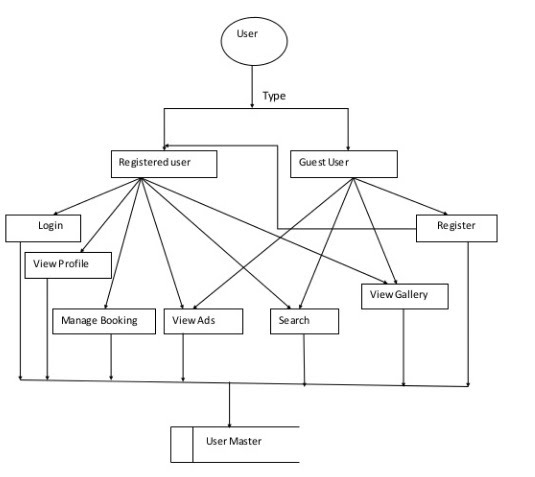 User
Type
Registered user
Guest User
Login
Register
View Profile
View Gallery
Manage Booking
View Ads
Search
User Master